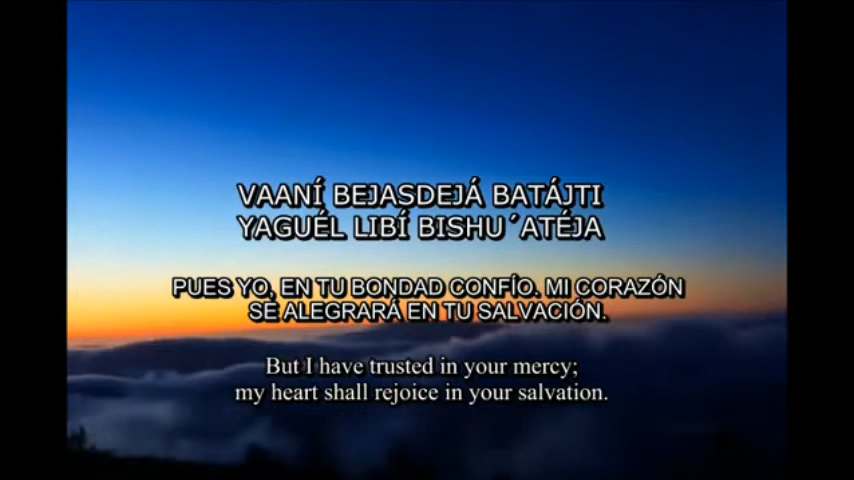 VAANÍ BEJASDEJÁ BATÁJTI
YAGUÉL LIBÍ BISHU´ATÉJA
PUES YO, EN TU BONDAD CONFÍO. MI CORAZÓN
SE ALEGRARÁ EN TU SALVACIÓN.
But I have trusted in your mercy;
my heart shall rejoice in your salvation.